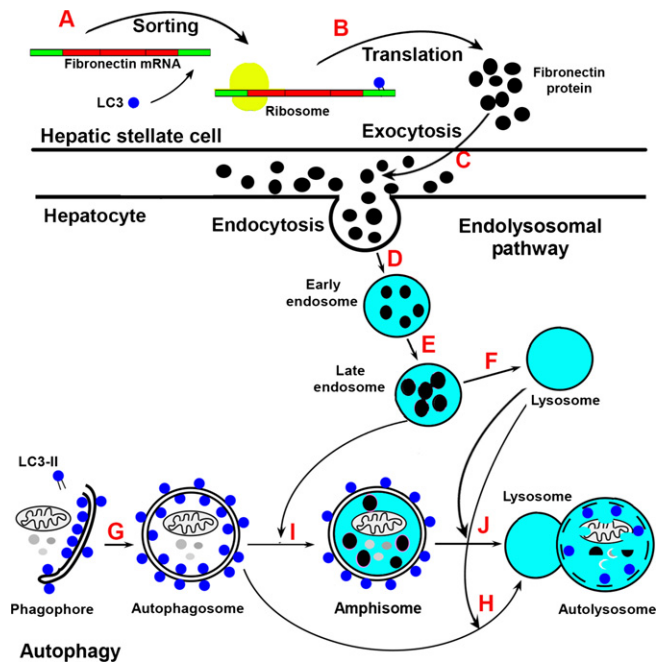 A
Sorting
B
Translation
Fibronectin mRNA
LC3
Ribosome
Fibronectin
protein
Hepatic stellate cell
Exocytosis
C
Hepatocyte
Endocytosis
Endolysosomal
pathway
D
Early
endosome
E
F
Late
endosome
Lysosome
LC3-II
G
I
J
Lysosome
H
Phagophore
Autophagosome
Amphisome
Autolysosome
Autophagy